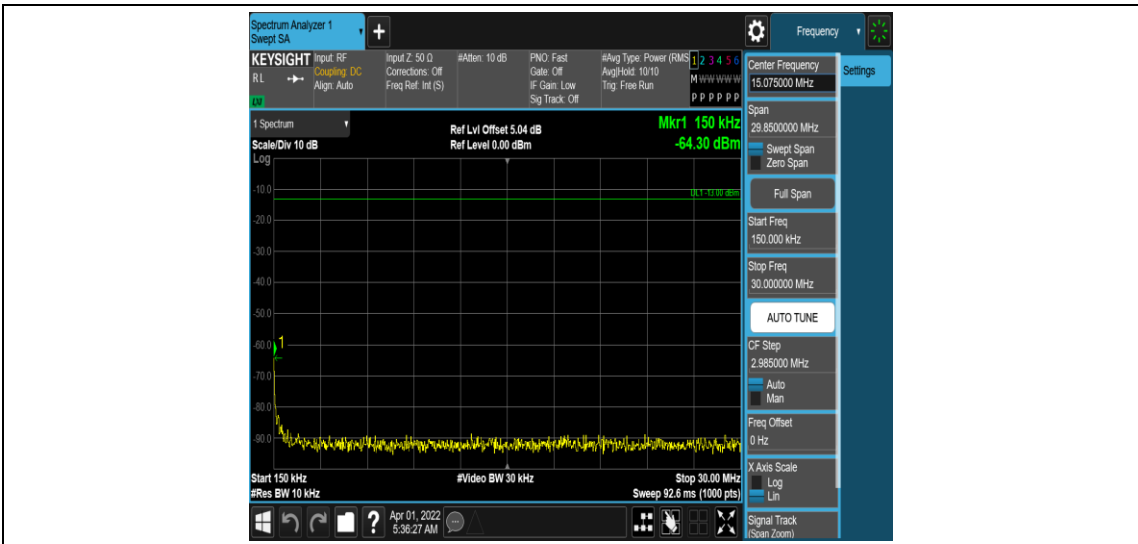 Spectrum Analyzer 1
Swept SA
Frequency
KEYSIGHT
Input: RF
Input Z: 50 Ω
#Atten: 10 dB
PNO: Fast
#Avg Type: Power (RMS
1 2 3 4 5 6
R L
Coupling: DC
Corrections: Off
Gate: Off
Avg|Hold: 10/10
M W W W W W
Align: Auto
Freq Ref: Int (S)
IF Gain: Low
Trig: Free Run
Sig Track: Off
P P P P P P
LXI
1 Spectrum
Ref Lvl Offset 5.04 dB
Mkr1 150 kHz
Scale/Div 10 dB
Ref Level 0.00 dBm
-64.30 dBm
Log
DL1 -13.00 dBm
-10.0
-20.0
-30.0
-40.0
-50.0
-60.0
1
-70.0
-80.0
-90.0
Start 150 kHz
#Video BW 30 kHz
Stop 30.00 MHz
#Res BW 10 kHz
Sweep 92.6 ms (1000 pts)
?
Apr 01, 2022
5:36:27 AM
Center Frequency
15.075000 MHz
Settings
Span
29.8500000 MHz
Swept Span
Zero Span
Full Span
Start Freq
150.000 kHz
Stop Freq
30.000000 MHz
AUTO TUNE
CF Step
2.985000 MHz
Auto
Man
Freq Offset
0 Hz
X Axis Scale
Log
Lin
Signal Track
(Span Zoom)